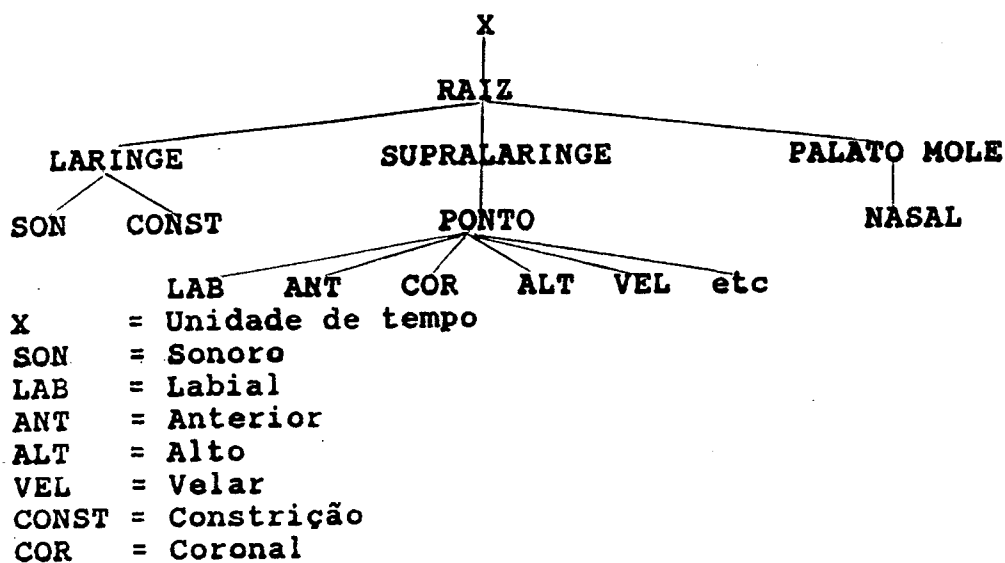 X
RAIZ
LARINGE SUPRALARINGE PALATO MOLE
SON CONST PONTO NASAL
LAB ANT COR ALT VEL etc
X = Unidade de tempo
SON = Sonoro
LAB = Labial
ANT = Anterior
ALT = Alto
VEL = Velar
CONST = Constrição
COR = Coronal